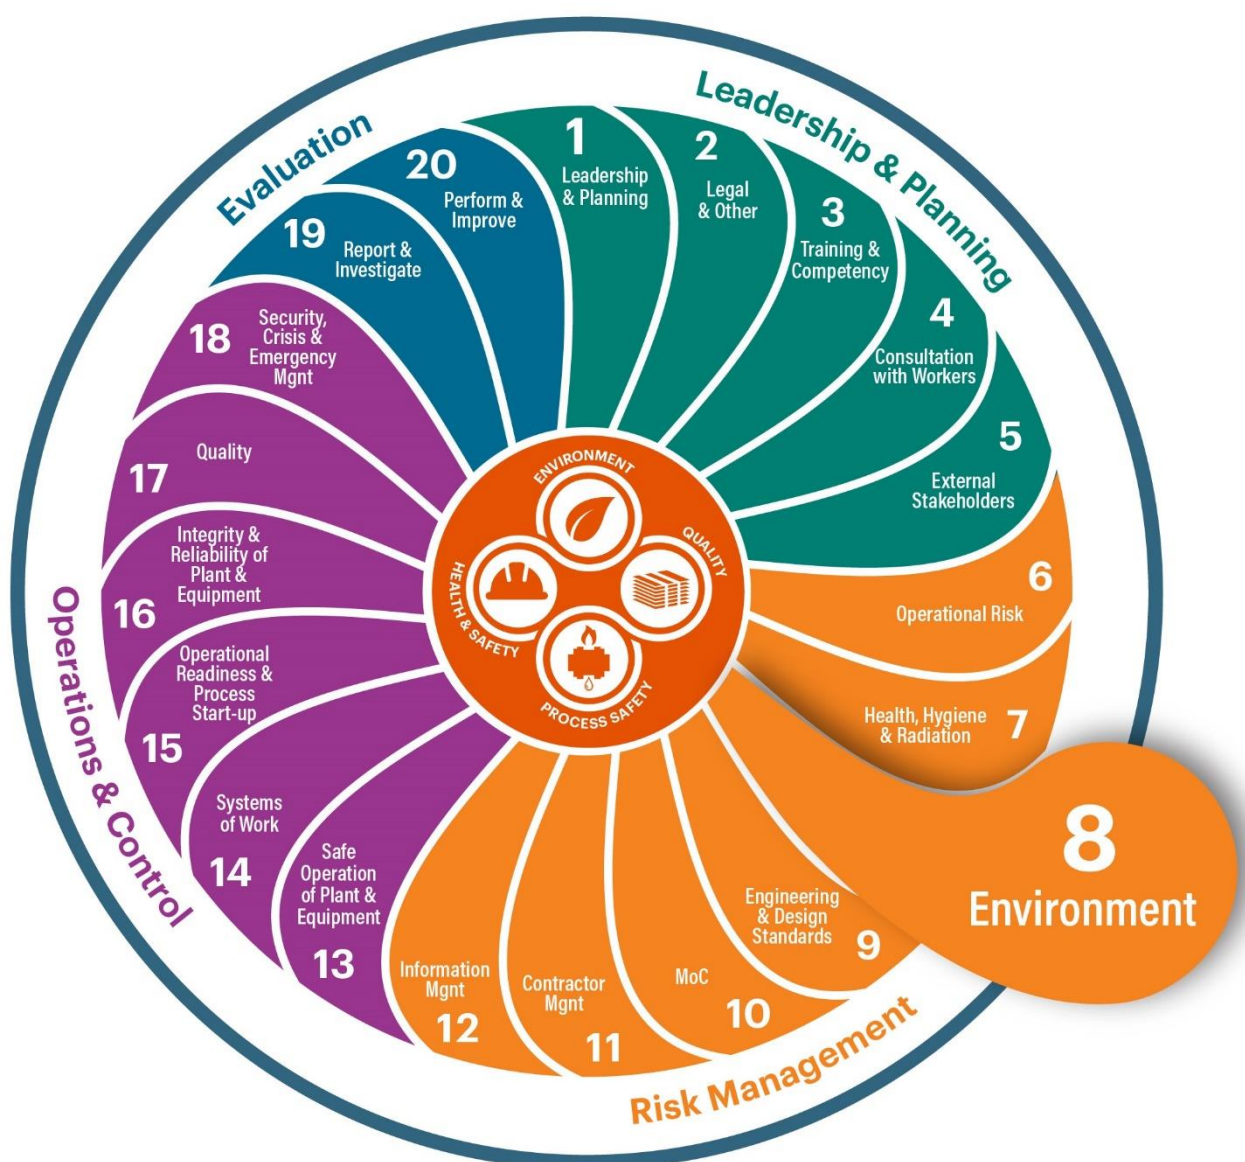 Leadership & Planning
1
Leadership
& Planning
2
Legal
& Other
3
Training &
Competency
4
Consultation
with Workers
5
External
Stakeholders
6
Operational Risk
7
Health, Hygiene
& Radiation
8
Environment
9
Engineering
& Design
Standards
10
MoC
11
Contractor
Mgnt
12
Information
Mgnt
Risk Management
13
Safe
Operation
of Plant &
Equipment
14
Systems
of Work
15
Operational
Readiness &
Process
Start-up
16
Integrity &
Reliability of
Plant &
Equipment
17
Quality
18
Security,
Crisis &
Emergency
Mgnt
Operations & Control
19
Report &
Investigate
20
Perform &
Improve
Evaluation
ENVIRONMENT
QUALITY
PROCESS SAFETY
HEALTH & SAFETY